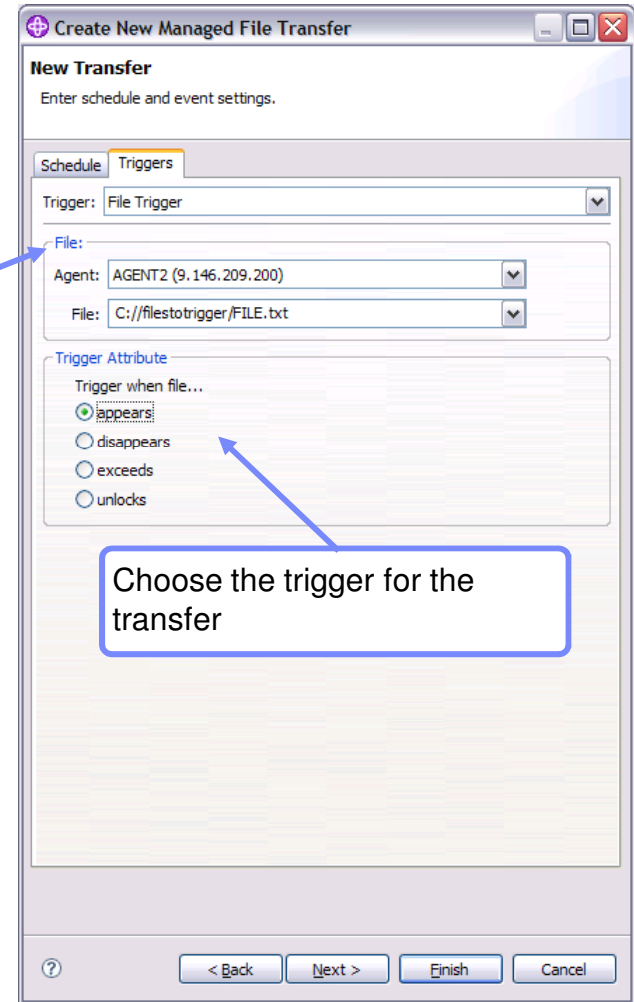 Create New Managed File Transfer
New Transfer
Enter schedule and event settings.
Schedule Triggers
Trigger: File Trigger
File:
Agent: AGENT2 (9.146.209.200)
File: C://filestotrigger/FILE.txt
Trigger Attribute
Trigger when file...
appears
disappears
exceeds
unlocks
Choose the trigger for the
transfer
? < Back Next > Finish Cancel